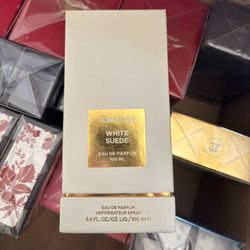 TOM FORD
WHITE
SUEDE
EAU DE PARFUM
100 ML
EAU DE PARFUM
VAPORISATEUR SPRAY
3.4 FL.OZ/OZ.LIQ/100 ml ℮